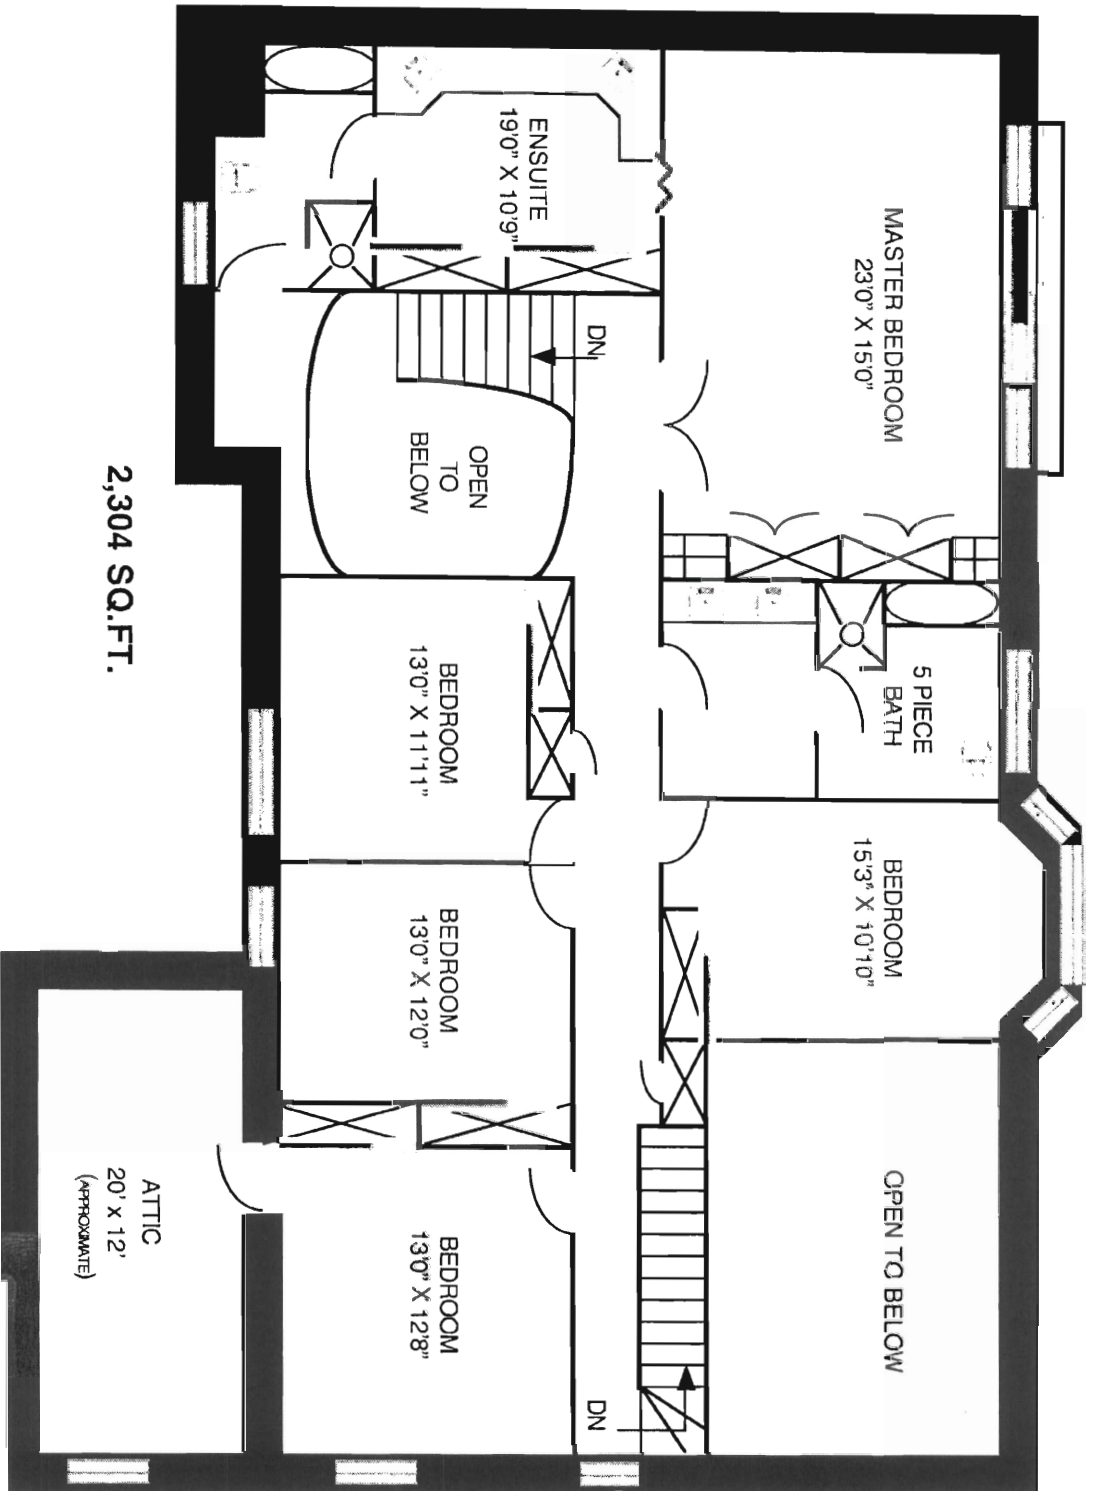 MASTER BEDROOM
23'0" X 15'0"
5 PIECE
BATH
BEDROOM
15'3" X 10'10"
OPEN TO BELOW
ENSUITE
19'0" X 10'9"
DN
OPEN
TO
BELOW
BEDROOM
13'0" X 11'11"
BEDROOM
13'0" X 12'0"
BEDROOM
13'0" X 12'8"
DN
2,304 SQ.FT.
ATTIC
20' x 12'
(APPROXIMATE)